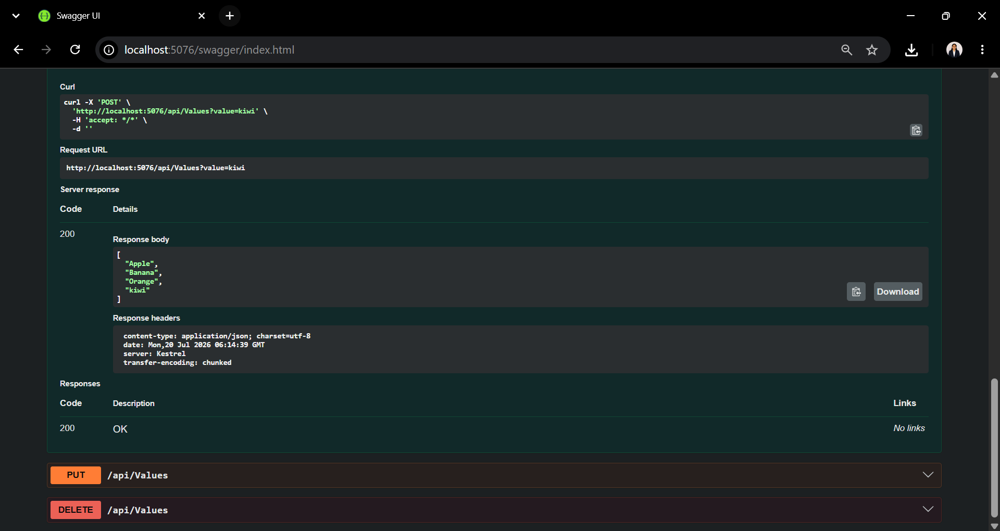 Swagger UI
localhost:5076/swagger/index.html
Curl
curl -X 'POST' \
'http://localhost:5076/api/Values?value=kiwi' \
-H 'accept: */*' \
-d ''
Request URL
http://localhost:5076/api/Values?value=kiwi
Server response
Code Details
200
Response body
[
"Apple",
"Banana",
"Orange",
"kiwi"
]
Download
Response headers
content-type: application/json; charset=utf-8
date: Mon,20 Jul 2026 06:14:39 GMT
server: Kestrel
transfer-encoding: chunked
Responses
Code Description Links
200 OK No links
PUT /api/Values
DELETE /api/Values